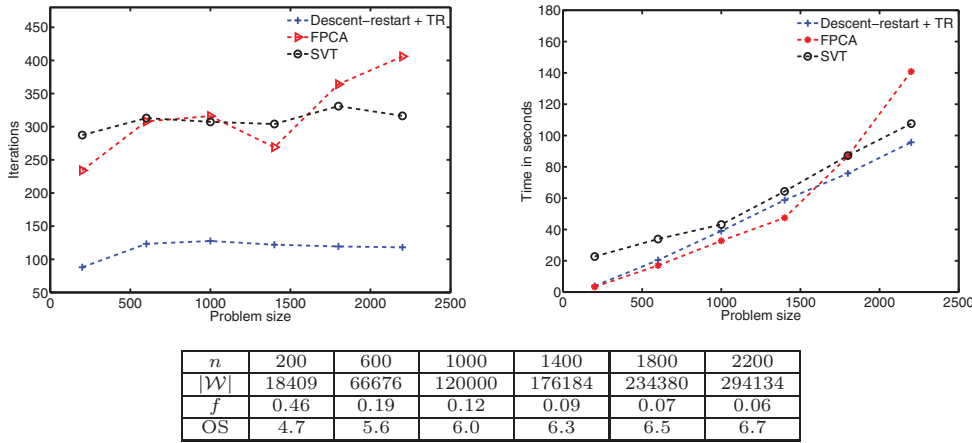 450
400
350
300
250
200
150
100
50
0 500 1000 1500 2000 2500
Iterations
Problem size
Descent–restart + TR
FPCA
SVT
180
160
140
120
100
80
60
40
20
0
0 500 1000 1500 2000 2500
Time in seconds
Problem size
Descent–restart + TR
FPCA
SVT
n 200 600 1000 1400 1800 2200
|𝒲| 18409 66676 120000 176184 234380 294134
f 0.46 0.19 0.12 0.09 0.07 0.06
OS 4.7 5.6 6.0 6.3 6.5 6.7